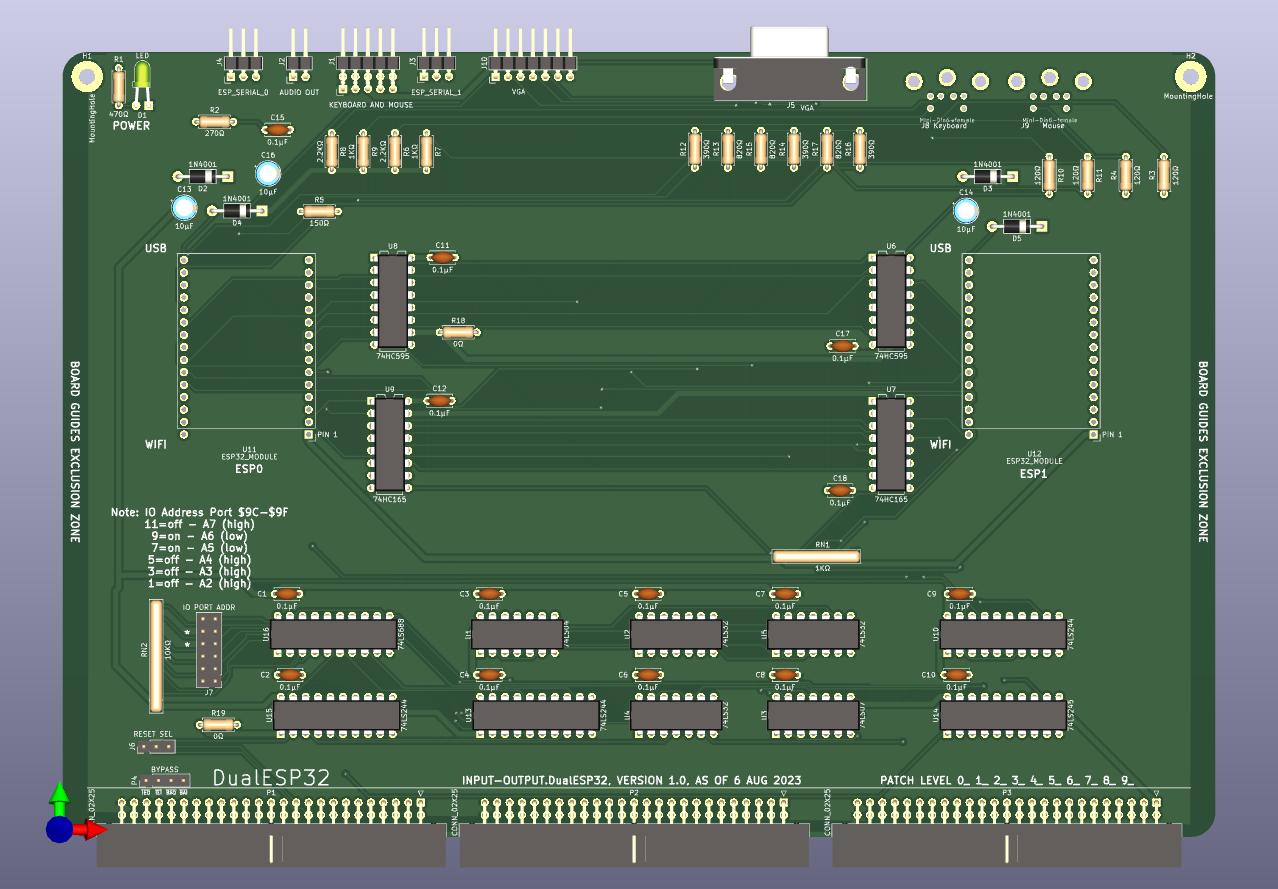 H1
LED
H2
R1
J4
J2
J1
J3
J10
ESP_SERIAL_0
AUDIO OUT
ESP_SERIAL_1
VGA
KEYBOARD AND MOUSE
J5 VGA
MountingHole
MountingHole
470Ω
D1
POWER
R2
270Ω
C15
0.1µF
Mini-Din6-female
J8 Keyboard
Mini-Din6-female
J9 Mouse
2.2KΩ
R8
1KΩ
R9
2.2KΩ
R6
1KΩ
R7
R12
390Ω
R13
820Ω
R15
820Ω
R14
390Ω
R17
820Ω
R16
390Ω
1N4001
D2
C16
10µF
1N4001
D3
120Ω
R10
120Ω
R11
R4
120Ω
R3
120Ω
C13
10µF
1N4001
D4
R5
150Ω
C14
10µF
1N4001
D5
USB
U8
C11
0.1µF
U6
USB
R18
0Ω
C17
0.1µF
74HC595
74HC595
BOARD GUIDES EXCLUSION ZONE
BOARD GUIDES EXCLUSION ZONE
U9
C12
0.1µF
U7
WIFI
PIN 1
WIFI
PIN 1
U11
ESP32_MODULE
ESP0
U12
ESP32_MODULE
ESP1
74HC165
C18
0.1µF
74HC165
Note: IO Address Port $9C-$9F
11=off - A7 (high)
9=on - A6 (low)
7=on - A5 (low)
5=off - A4 (high)
3=off - A3 (high)
1=off - A2 (high)
RN1
1KΩ
C1
0.1µF
C3
0.1µF
C5
0.1µF
C7
0.1µF
C9
0.1µF
IO PORT ADDR
*
*
RN2
10KΩ
J7
U16
74LS688
U1
74LS04
U2
74LS32
U5
74LS32
U10
74LS244
C2
0.1µF
C4
0.1µF
C6
0.1µF
C8
0.1µF
C10
0.1µF
R19
0Ω
U15
74LS244
U13
74LS244
U4
74LS32
U3
74LS07
U14
74LS245
RESET SEL
J6
BYPASS
P4
DualESP32
INPUT-OUTPUT.DualESP32, VERSION 1.0, AS OF 6 AUG 2023
PATCH LEVEL 0_ 1_ 2_ 3_ 4_ 5_ 6_ 7_ 8_ 9_
P1
P2
P3
CONN_02X25
CONN_02X25